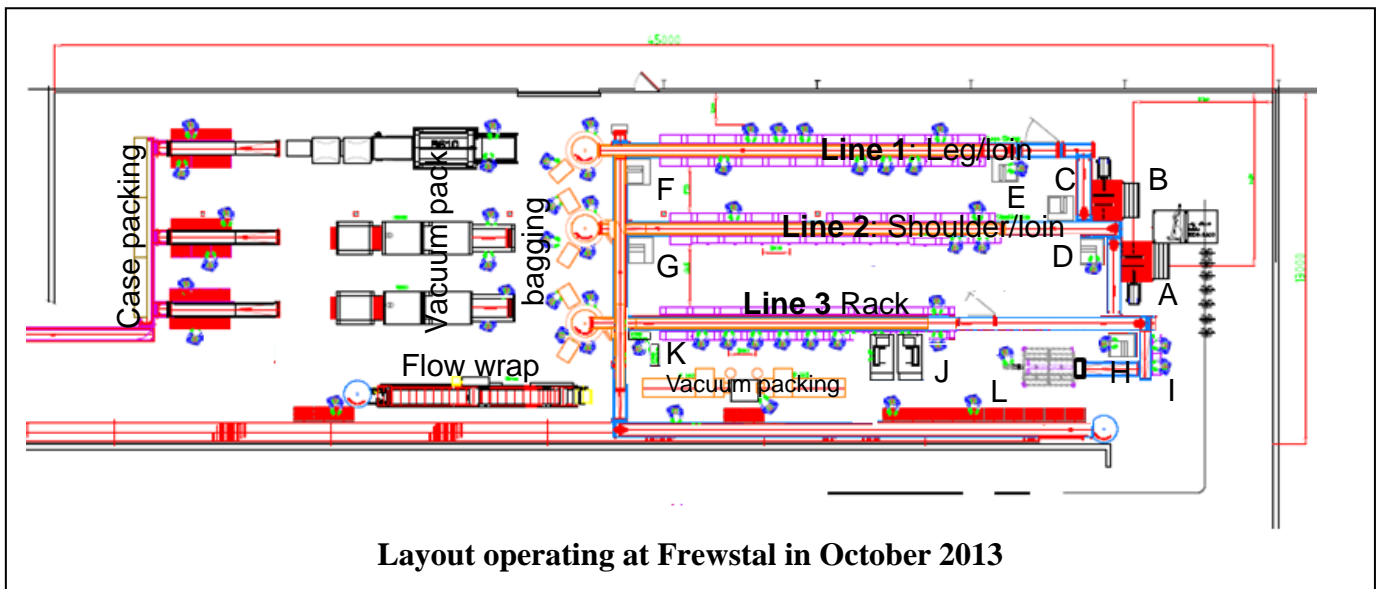 45000
Case packing
Vacuum pack
bagging
Line 1: Leg/loin
F
E
C
B
Line 2: Shoulder/loin
G
D
A
Line 3 Rack
Flow wrap
K
Vacuum packing
J
L
H
I
Layout operating at Frewstal in October 2013